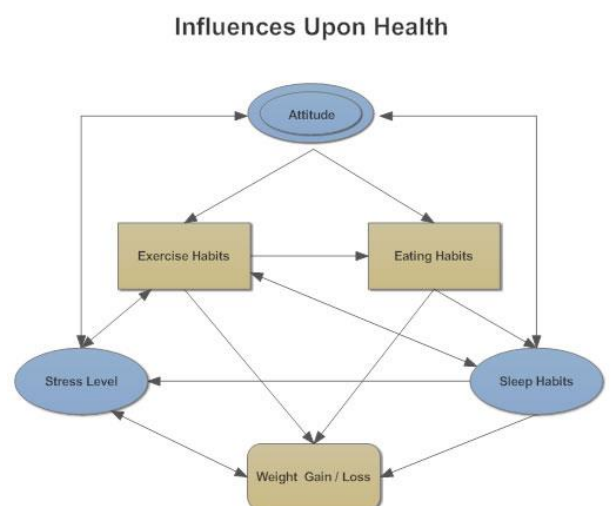 Influences Upon Health
Attitude
Exercise Habits
Eating Habits
Stress Level
Sleep Habits
Weight Gain / Loss